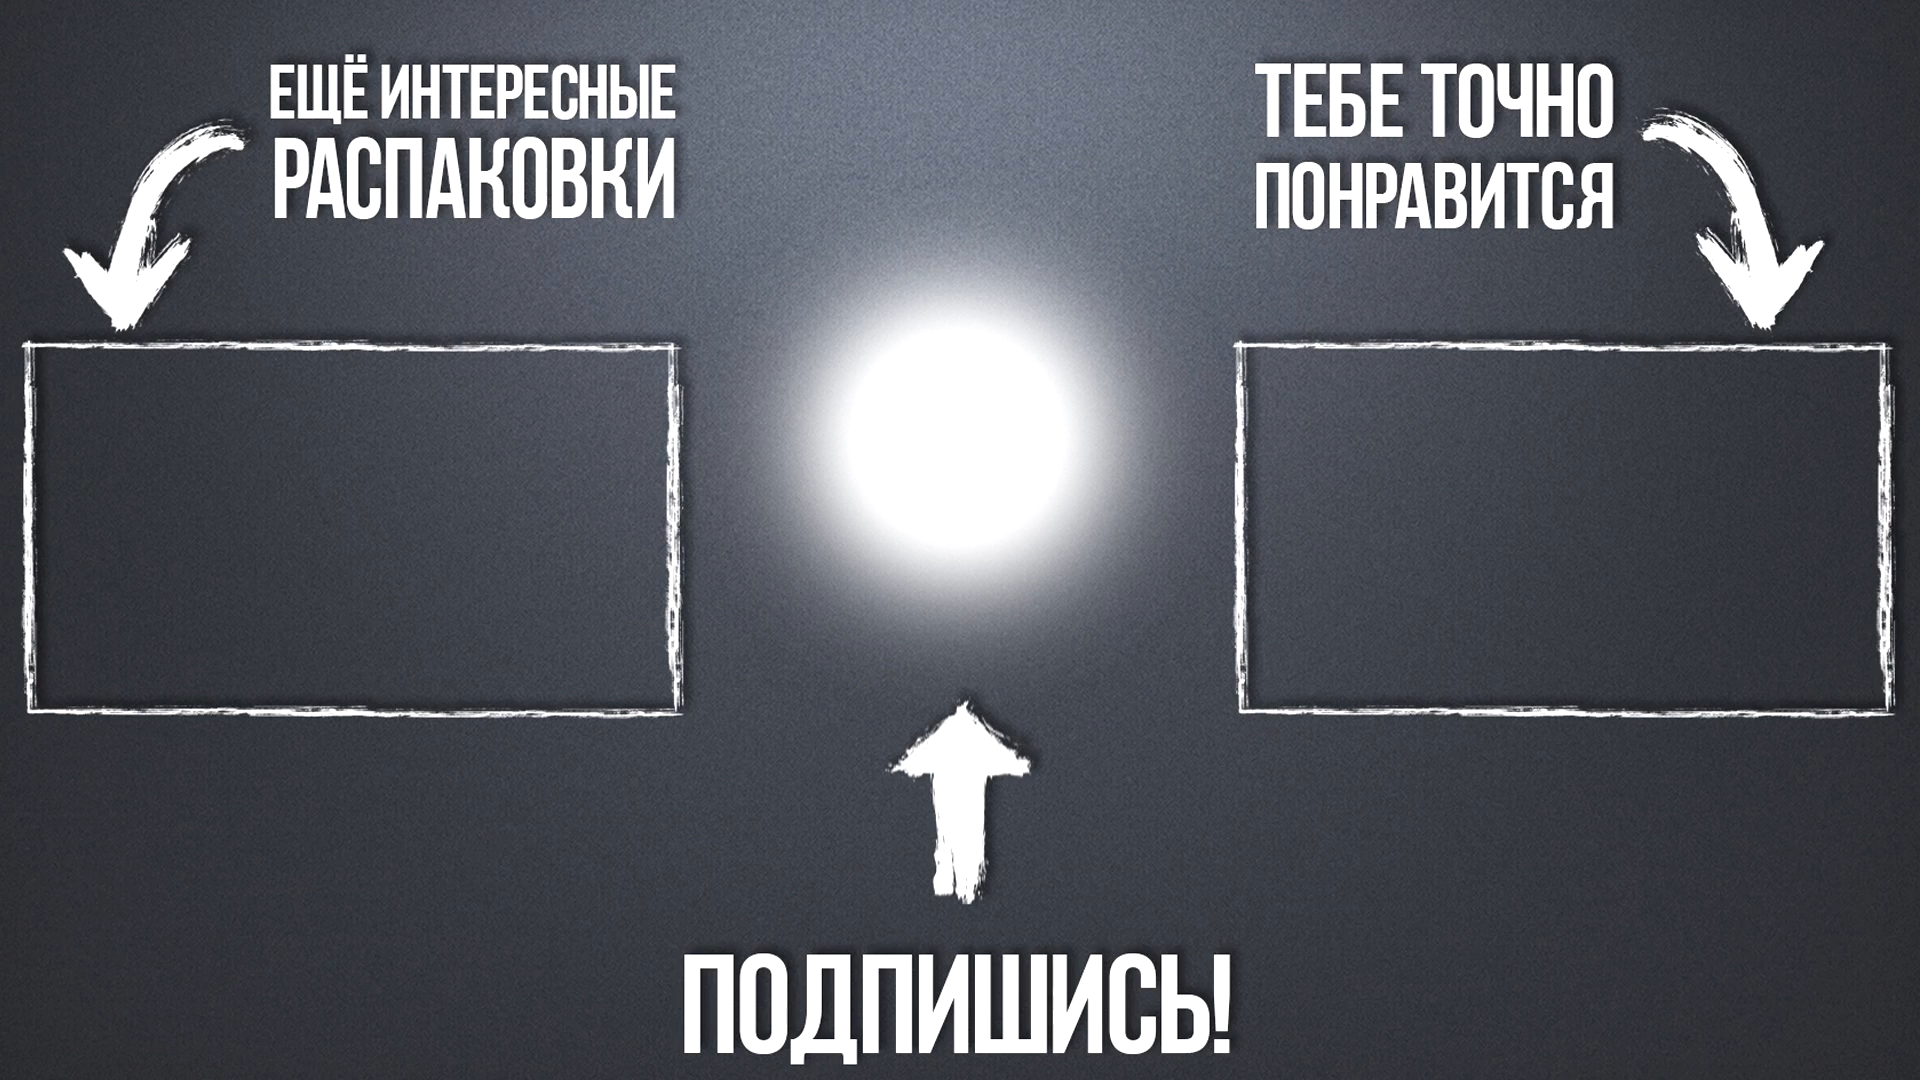 ЕЩЁ ИНТЕРЕСНЫЕ
РАСПАКОВКИ
ТЕБЕ ТОЧНО
ПОНРАВИТСЯ
ПОДПИШИСЬ!